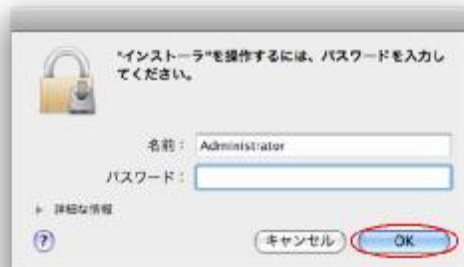 "インストーラ"を操作するには、パスワードを入力し
てください。
名前： Administrator
パスワード：
詳細な情報
?
キャンセル OK